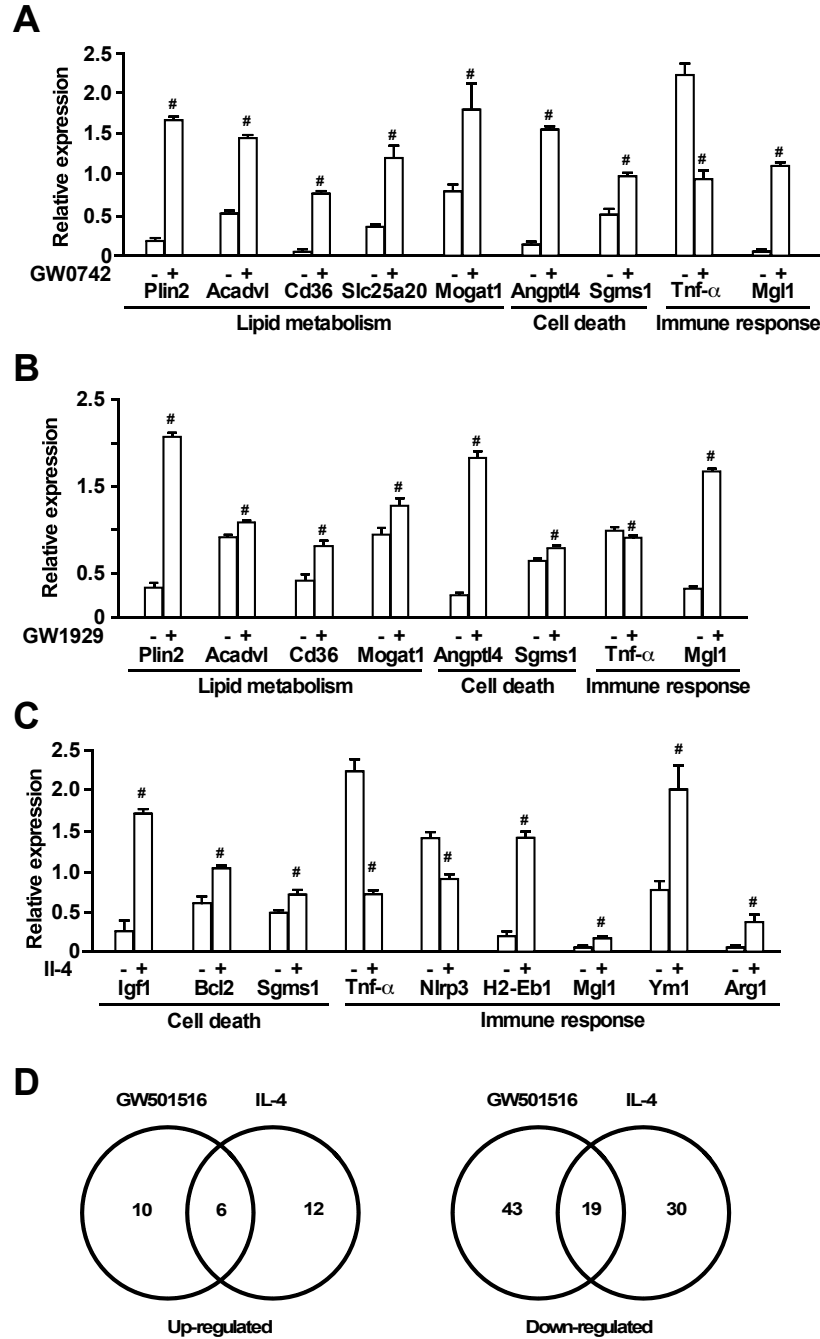 A
Relative expression
2.5
2.0
1.5
1.0
0.5
0
# # # # # # # # #
GW0742 - + - + - + - + - + - + - + - + - +
Plin2 Acadvl Cd36 Slc25a20 Mogat1 Angptl4 Sgms1 Tnf-α Mgl1
Lipid metabolism Cell death Immune response
B
Relative expression
2.5
1.5
1.0
0.5
0
# # # # # # # #
GW1929 - + - + - + - + - + - + - + - +
Plin2 Acadvl Cd36 Mogat1 Angptl4 Sgms1 Tnf-α Mgl1
Lipid metabolism Cell death Immune response
C
Relative expression
2.5
2.0
1.5
1.0
0.5
0
# # # # # # # # #
Il-4 - + - + - + - + - + - + - + - + - +
Igf1 Bcl2 Sgms1 Tnf-α Nlrp3 H2-Eb1 Mgl1 Ym1 Arg1
Cell death Immune response
D
GW501516 IL-4 GW501516 IL-4
10 6 12 43 19 30
Up-regulated Down-regulated